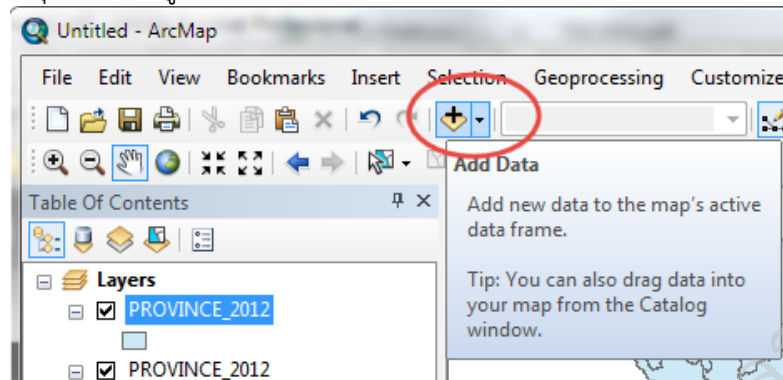 Untitled - ArcMap
File Edit View Bookmarks Insert Selection Geoprocessing Customize
Add Data
Table Of Contents
Add new data to the map's active
data frame.
Layers
Tip: You can also drag data into
your map from the Catalog
window.
PROVINCE_2012
PROVINCE_2012